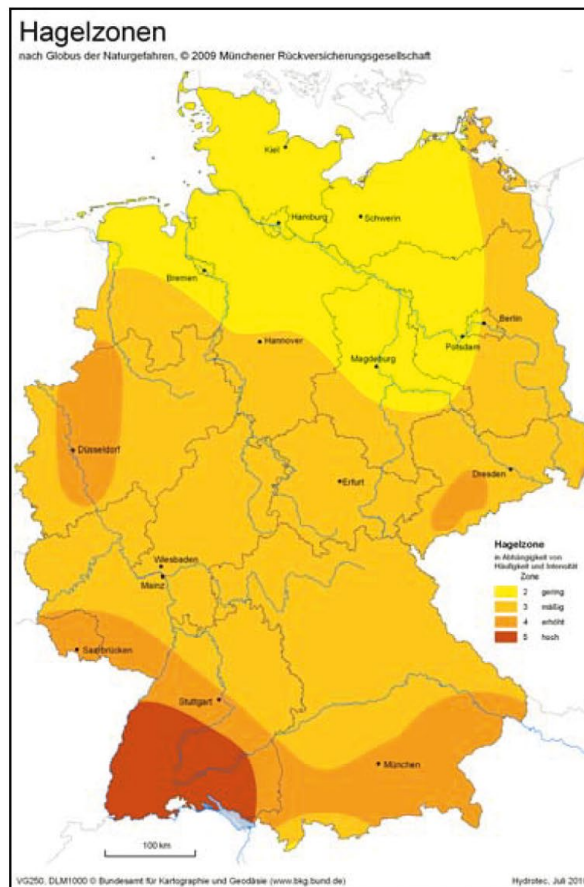 Hagelzonen
nach Globus der Naturgefahren, © 2009 Münchener Rückversicherungsgesellschaft
Kiel
Hamburg
Schwerin
Bremen
Berlin
Hannover
Potsdam
Magdeburg
Düsseldorf
Erfurt
Dresden
Wiesbaden
Mainz
Saarbrücken
Stuttgart
München
Hagelzone
in Abhängigkeit von
Häufigkeit und Intensität
Zone
2 gering
3 mäßig
4 erhöht
5 hoch
100 km
VG250, DLM1000 © Bundesamt für Kartographie und Geodäsie (www.bkg.bund.de)
Hydrotec, Juli